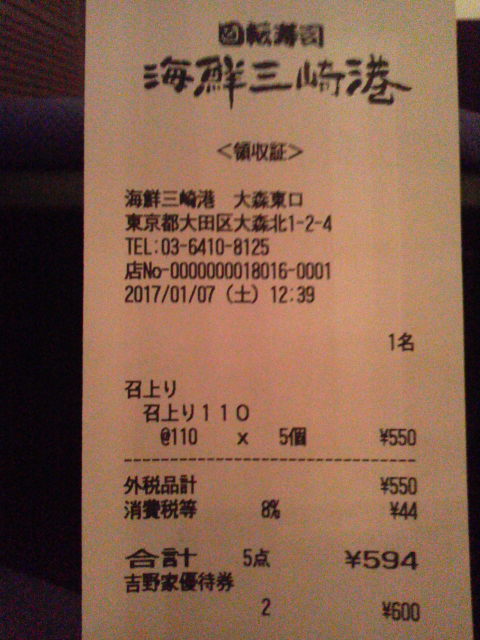 回転寿司
海鮮三崎港
<領収証>
海鮮三崎港 大森東口
東京都大田区大森北1-2-4
TEL:03-6410-8125
店No-0000000018016-0001
2017/01/07 (土) 12:39
1名
召上り
召上り１１０
@110 x 5個 ¥550
外税品計 ¥550
消費税等 8% ¥44
合計 5点 ¥594
吉野家優待券
2 ¥600